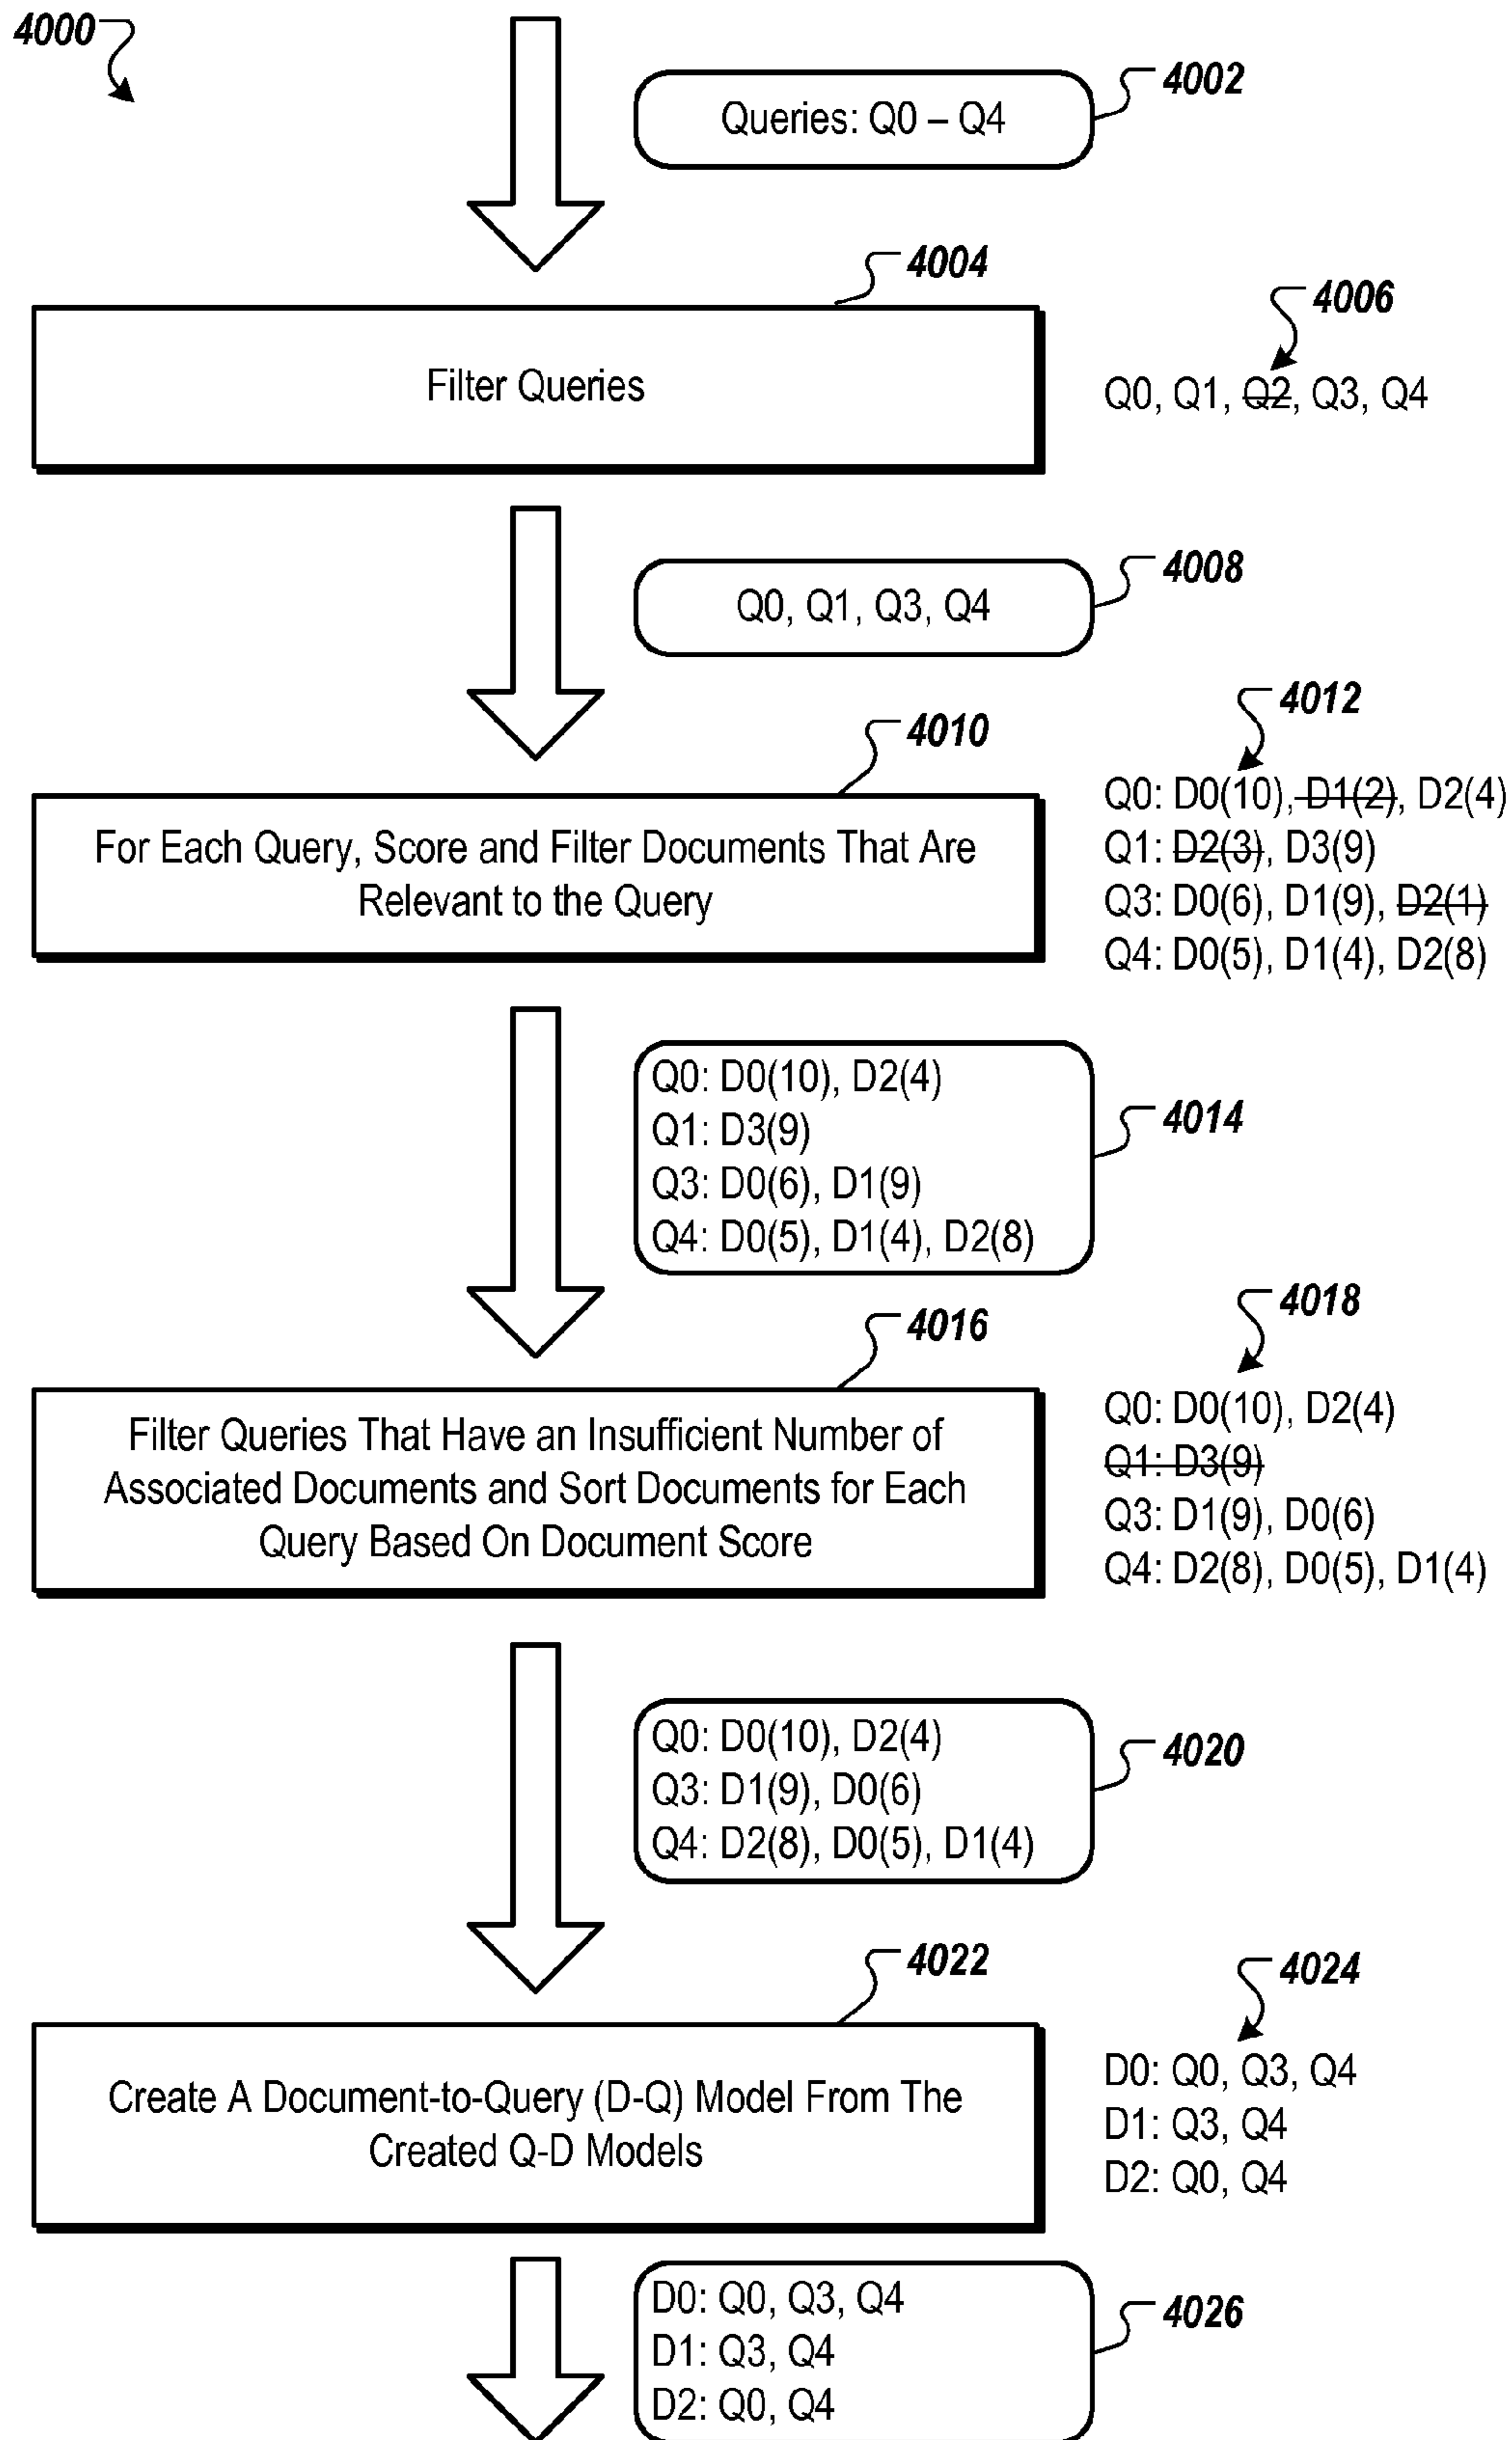 4000
Queries: Q0 – Q4
4002
4004
Filter Queries
4006
Q0, Q1, Q2, Q3, Q4
4008
Q0, Q1, Q3, Q4
4010
For Each Query, Score and Filter Documents That Are
Relevant to the Query
4012
Q0: D0(10), D1(2), D2(4)
Q1: D2(3), D3(9)
Q3: D0(6), D1(9), D2(1)
Q4: D0(5), D1(4), D2(8)
Q0: D0(10), D2(4)
Q1: D3(9)
Q3: D0(6), D1(9)
Q4: D0(5), D1(4), D2(8)
4014
4016
Filter Queries That Have an Insufficient Number of
Associated Documents and Sort Documents for Each
Query Based On Document Score
4018
Q0: D0(10), D2(4)
Q1: D3(9)
Q3: D1(9), D0(6)
Q4: D2(8), D0(5), D1(4)
Q0: D0(10), D2(4)
Q3: D1(9), D0(6)
Q4: D2(8), D0(5), D1(4)
4020
4022
Create A Document-to-Query (D-Q) Model From The
Created Q-D Models
4024
D0: Q0, Q3, Q4
D1: Q3, Q4
D2: Q0, Q4
D0: Q0, Q3, Q4
D1: Q3, Q4
D2: Q0, Q4
4026